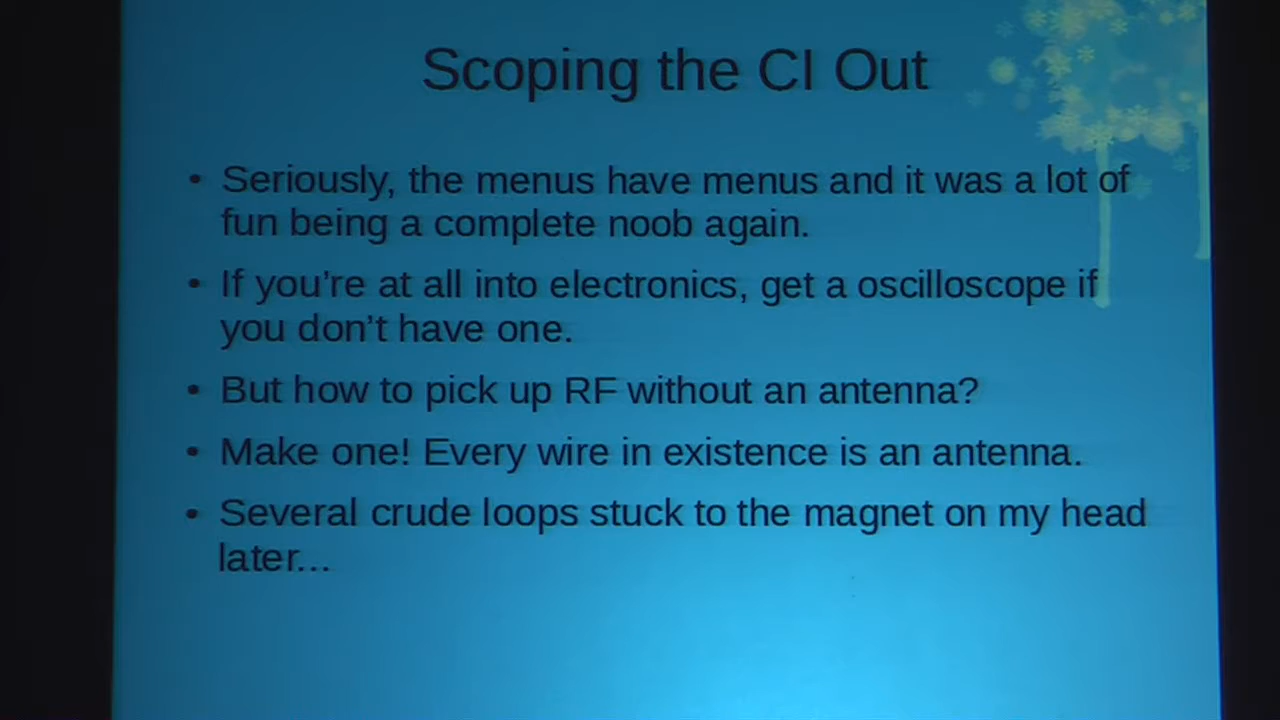 Scoping the CI Out
• Seriously, the menus have menus and it was a lot of
fun being a complete noob again.
• If you’re at all into electronics, get a oscilloscope if
you don’t have one.
• But how to pick up RF without an antenna?
• Make one! Every wire in existence is an antenna.
• Several crude loops stuck to the magnet on my head
later...